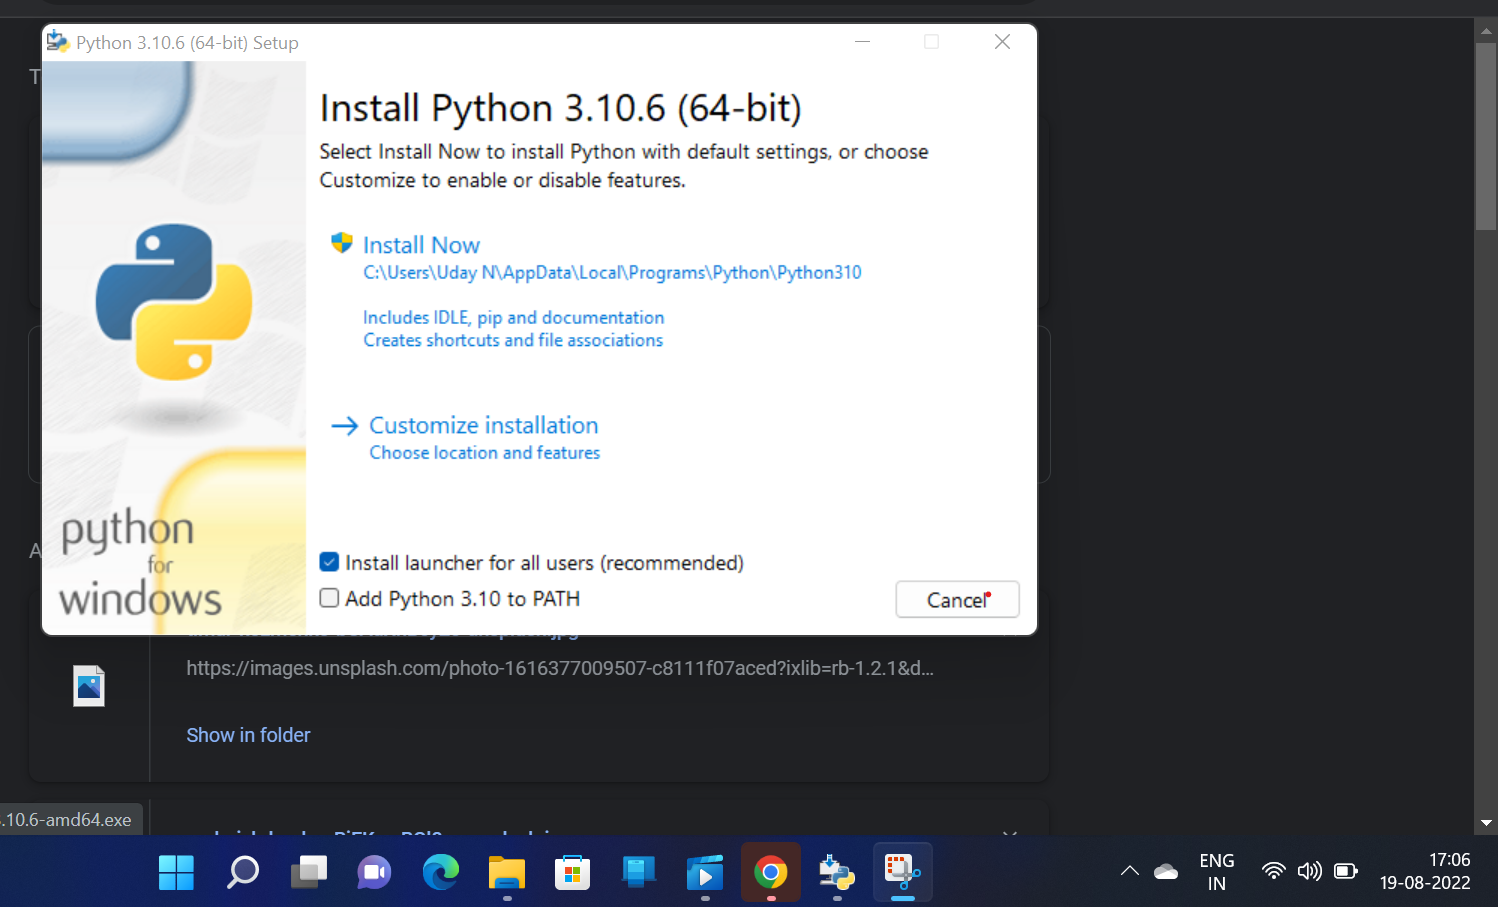 Python 3.10.6 (64-bit) Setup
T
Install Python 3.10.6 (64-bit)
Select Install Now to install Python with default settings, or choose
Customize to enable or disable features.
Install Now
C:\Users\Uday N\AppData\Local\Programs\Python\Python310
Includes IDLE, pip and documentation
Creates shortcuts and file associations
Customize installation
Choose location and features
python
for
windows
A
Install launcher for all users (recommended)
Add Python 3.10 to PATH
Cancel
https://images.unsplash.com/photo-1616377009507-c8111f07aced?ixlib=rb-1.2.1&d...
Show in folder
.10.6-amd64.exe
ENG
IN
17:06
19-08-2022